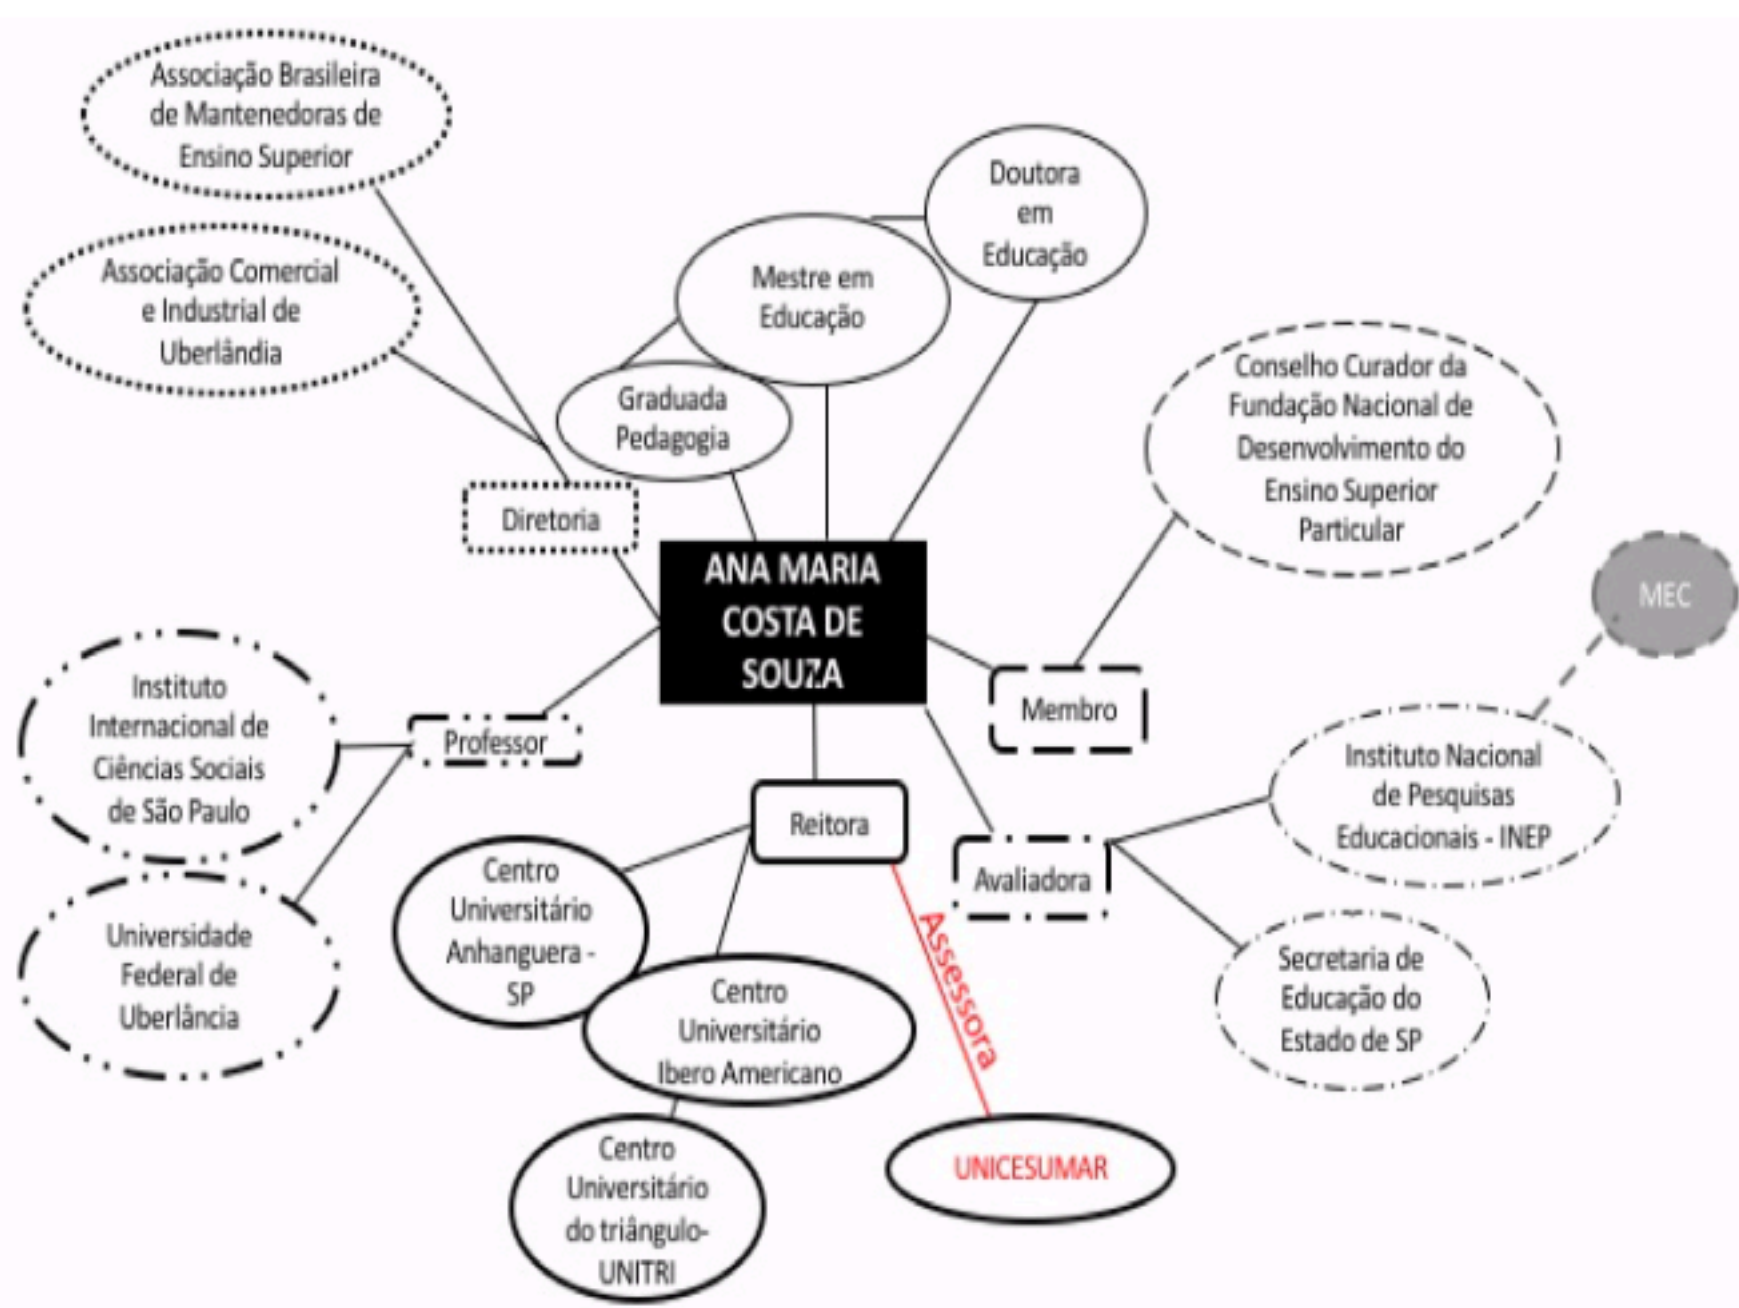 Associação Brasileira
de Mantenedoras de
Ensino Superior
Associação Comercial
e Industrial de
Uberlândia
Diretoria
Graduada
Pedagogia
Mestre em
Educação
Doutora
em
Educação
Conselho Curador da
Fundação Nacional de
Desenvolvimento do
Ensino Superior
Particular
MEC
ANA MARIA
COSTA DE
SOUZA
Membro
Instituto
Internacional de
Ciências Sociais
de São Paulo
Professor
Universidade
Federal de
Uberlância
Reitora
Avaliadora
Instituto Nacional
de Pesquisas
Educacionais - INEP
Secretaria de
Educação do
Estado de SP
Centro
Universitário
Anhanguera -
SP
Centro
Universitário
Ibero Americano
Centro
Universitário
do triângulo-
UNITRI
Assessora
UNICESUMAR